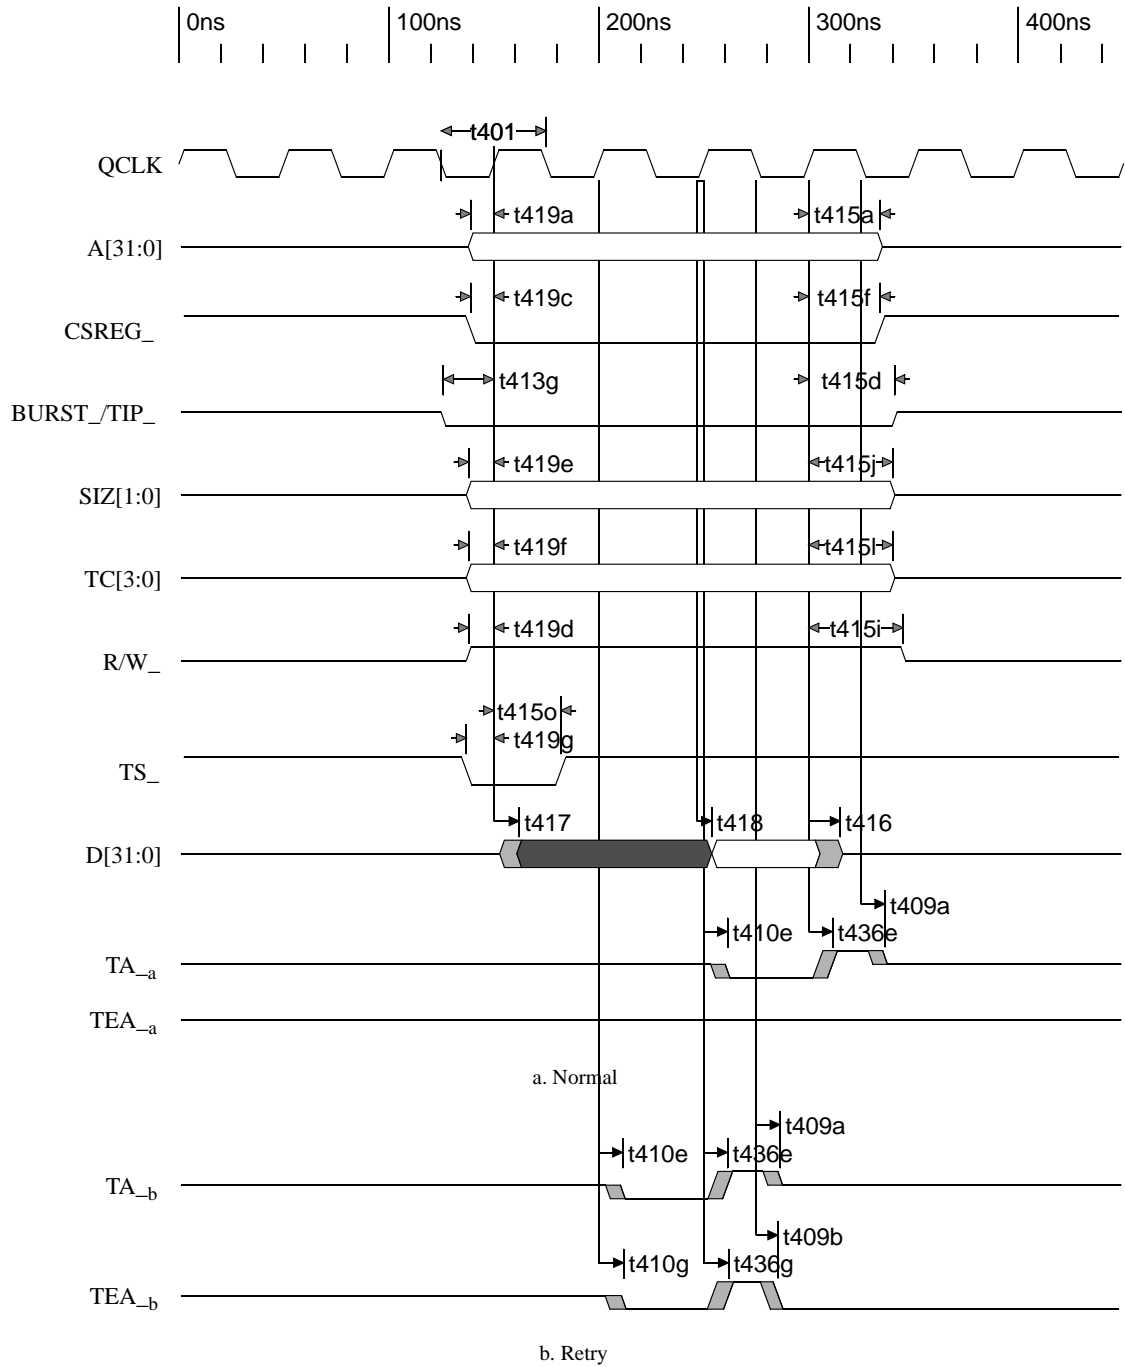 0ns 100ns 200ns 300ns 400ns
t401
QCLK
t419a t415a
A[31:0]
t419c t415f
CSREG_
t413g t415d
BURST_/TIP_
t419e t415j
SIZ[1:0]
t419f t415l
TC[3:0]
t419d t415i
R/W_
t415o
t419g
TS_
t417 t418 t416
D[31:0]
t409a
t410e t436e
TA_a
TEA_a
a. Normal
t409a
t410e t436e
TA_b
t409b
t410g t436g
TEA_b
b. Retry